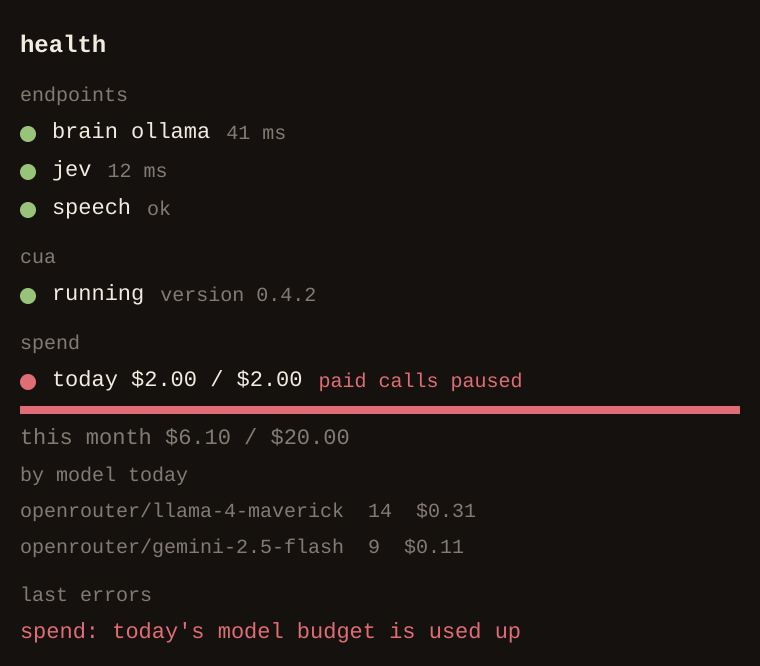 health
endpoints
brain ollama 41 ms
jev 12 ms
speech ok
cua
running version 0.4.2
spend
today $2.00 / $2.00 paid calls paused
this month $6.10 / $20.00
by model today
openrouter/llama-4-maverick 14 $0.31
openrouter/gemini-2.5-flash 9 $0.11
last errors
spend: today's model budget is used up